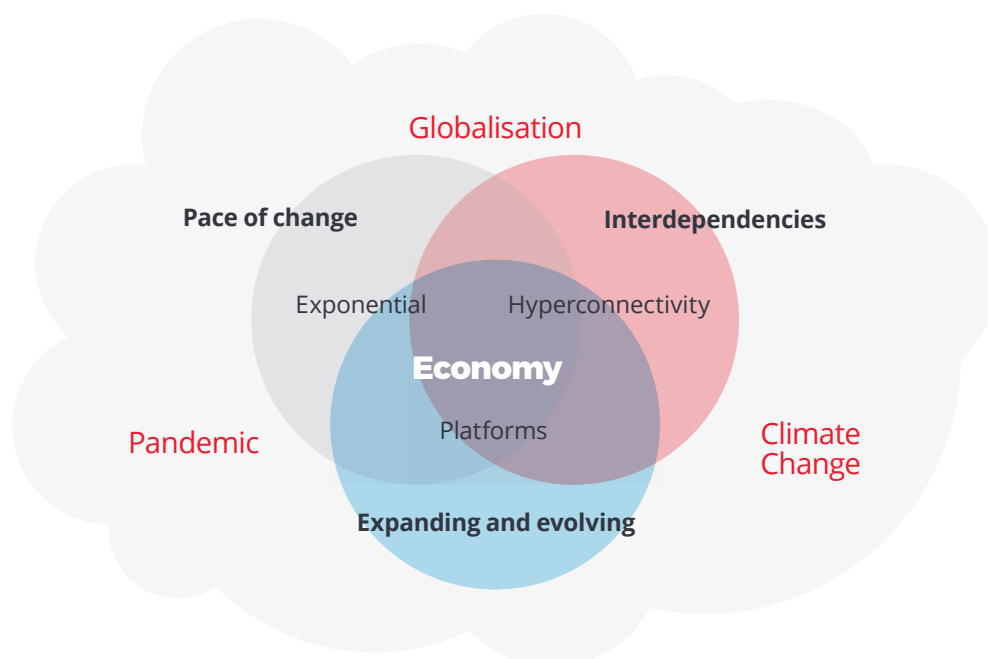 Globalisation
Pace of change
Interdependencies
Exponential
Hyperconnectivity
Economy
Platforms
Pandemic
Climate
Change
Expanding and evolving